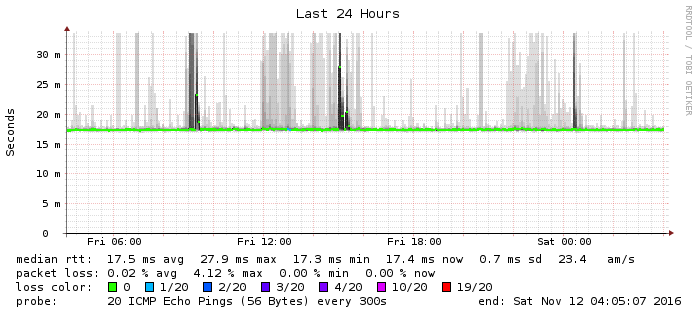 Last 24 Hours
RRDTOOL / TOBI OETIKER
Seconds
30 m
25 m
20 m
15 m
10 m
5 m
0
Fri 06:00 Fri 12:00 Fri 18:00 Sat 00:00
median rtt: 17.5 ms avg 27.9 ms max 17.3 ms min 17.4 ms now 0.7 ms sd 23.4 am/s
packet loss: 0.02 % avg 4.12 % max 0.00 % min 0.00 % now
loss color: 0 1/20 2/20 3/20 4/20 10/20 19/20
probe: 20 ICMP Echo Pings (56 Bytes) every 300s end: Sat Nov 12 04:05:07 2016